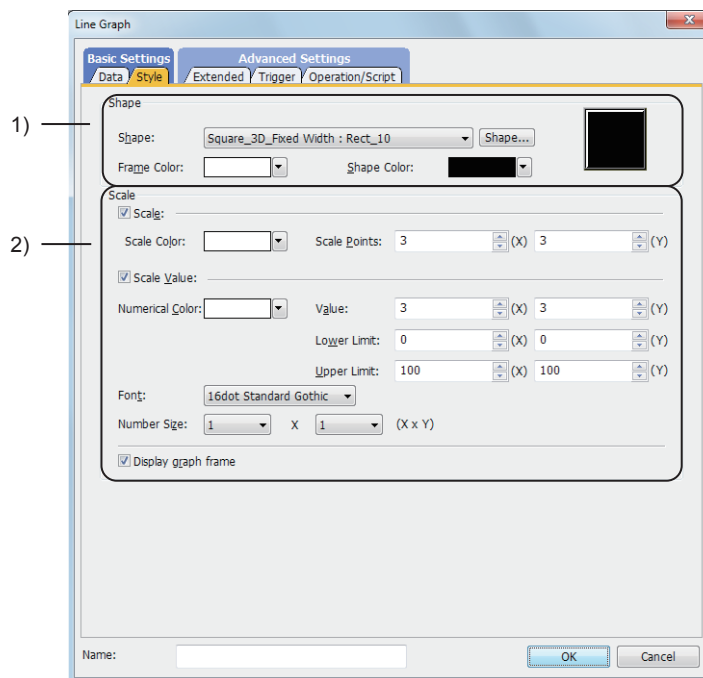 Line Graph
Basic Settings
Advanced Settings
Data
Style
Extended
Trigger
Operation/Script
1)
Shape
Shape: Square_3D_Fixed Width : Rect_10 Shape...
Frame Color: Shape Color:
2)
Scale
Scale:
Scale Color: Scale Points: 3 (X) 3 (Y)
Scale Value:
Numerical Color: Value: 3 (X) 3 (Y)
Lower Limit: 0 (X) 0 (Y)
Upper Limit: 100 (X) 100 (Y)
Font: 16dot Standard Gothic
Number Size: 1 X 1 (X x Y)
Display graph frame
Name: OK Cancel